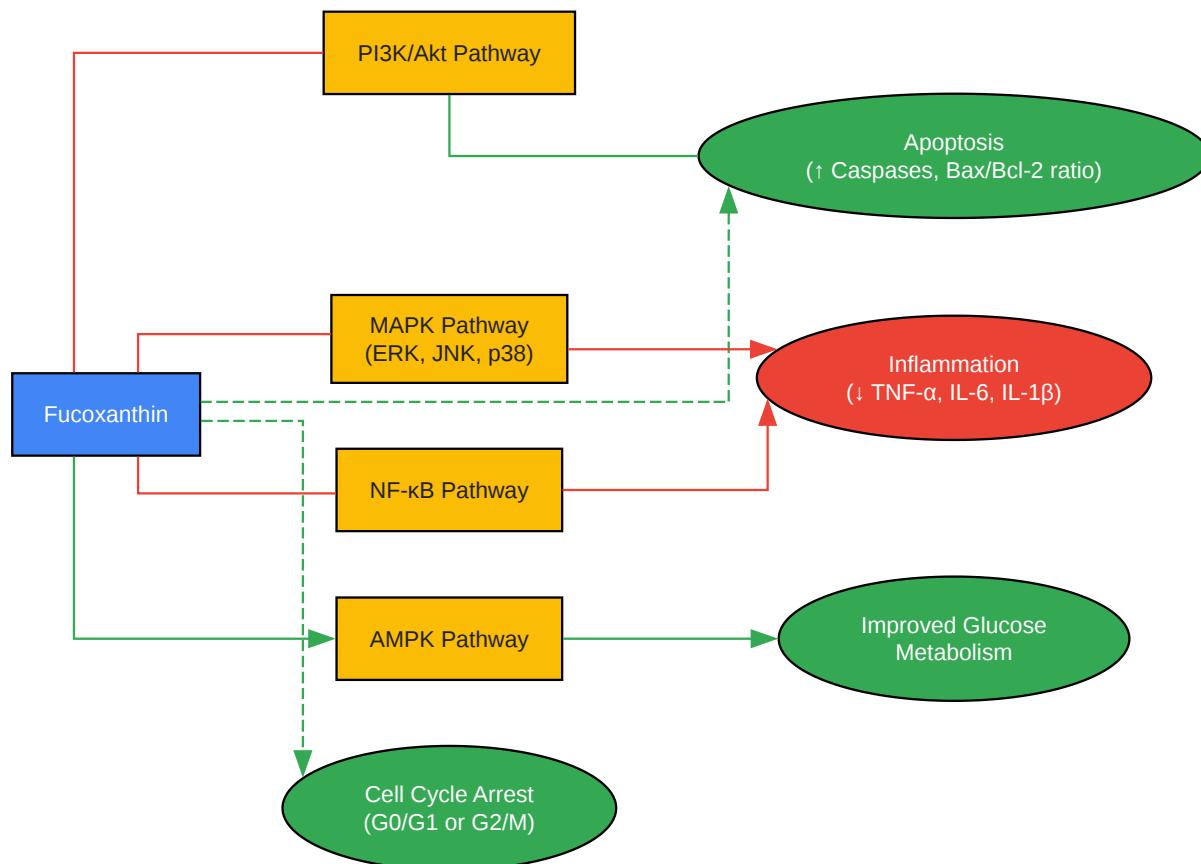 PI3K/Akt Pathway
Apoptosis
(↑ Caspases, Bax/Bcl-2 ratio)
MAPK Pathway
(ERK, JNK, p38)
Inflammation
(↓ TNF-α, IL-6, IL-1β)
Fucoxanthin
NF-κB Pathway
AMPK Pathway
Improved Glucose
Metabolism
Cell Cycle Arrest
(G0/G1 or G2/M)